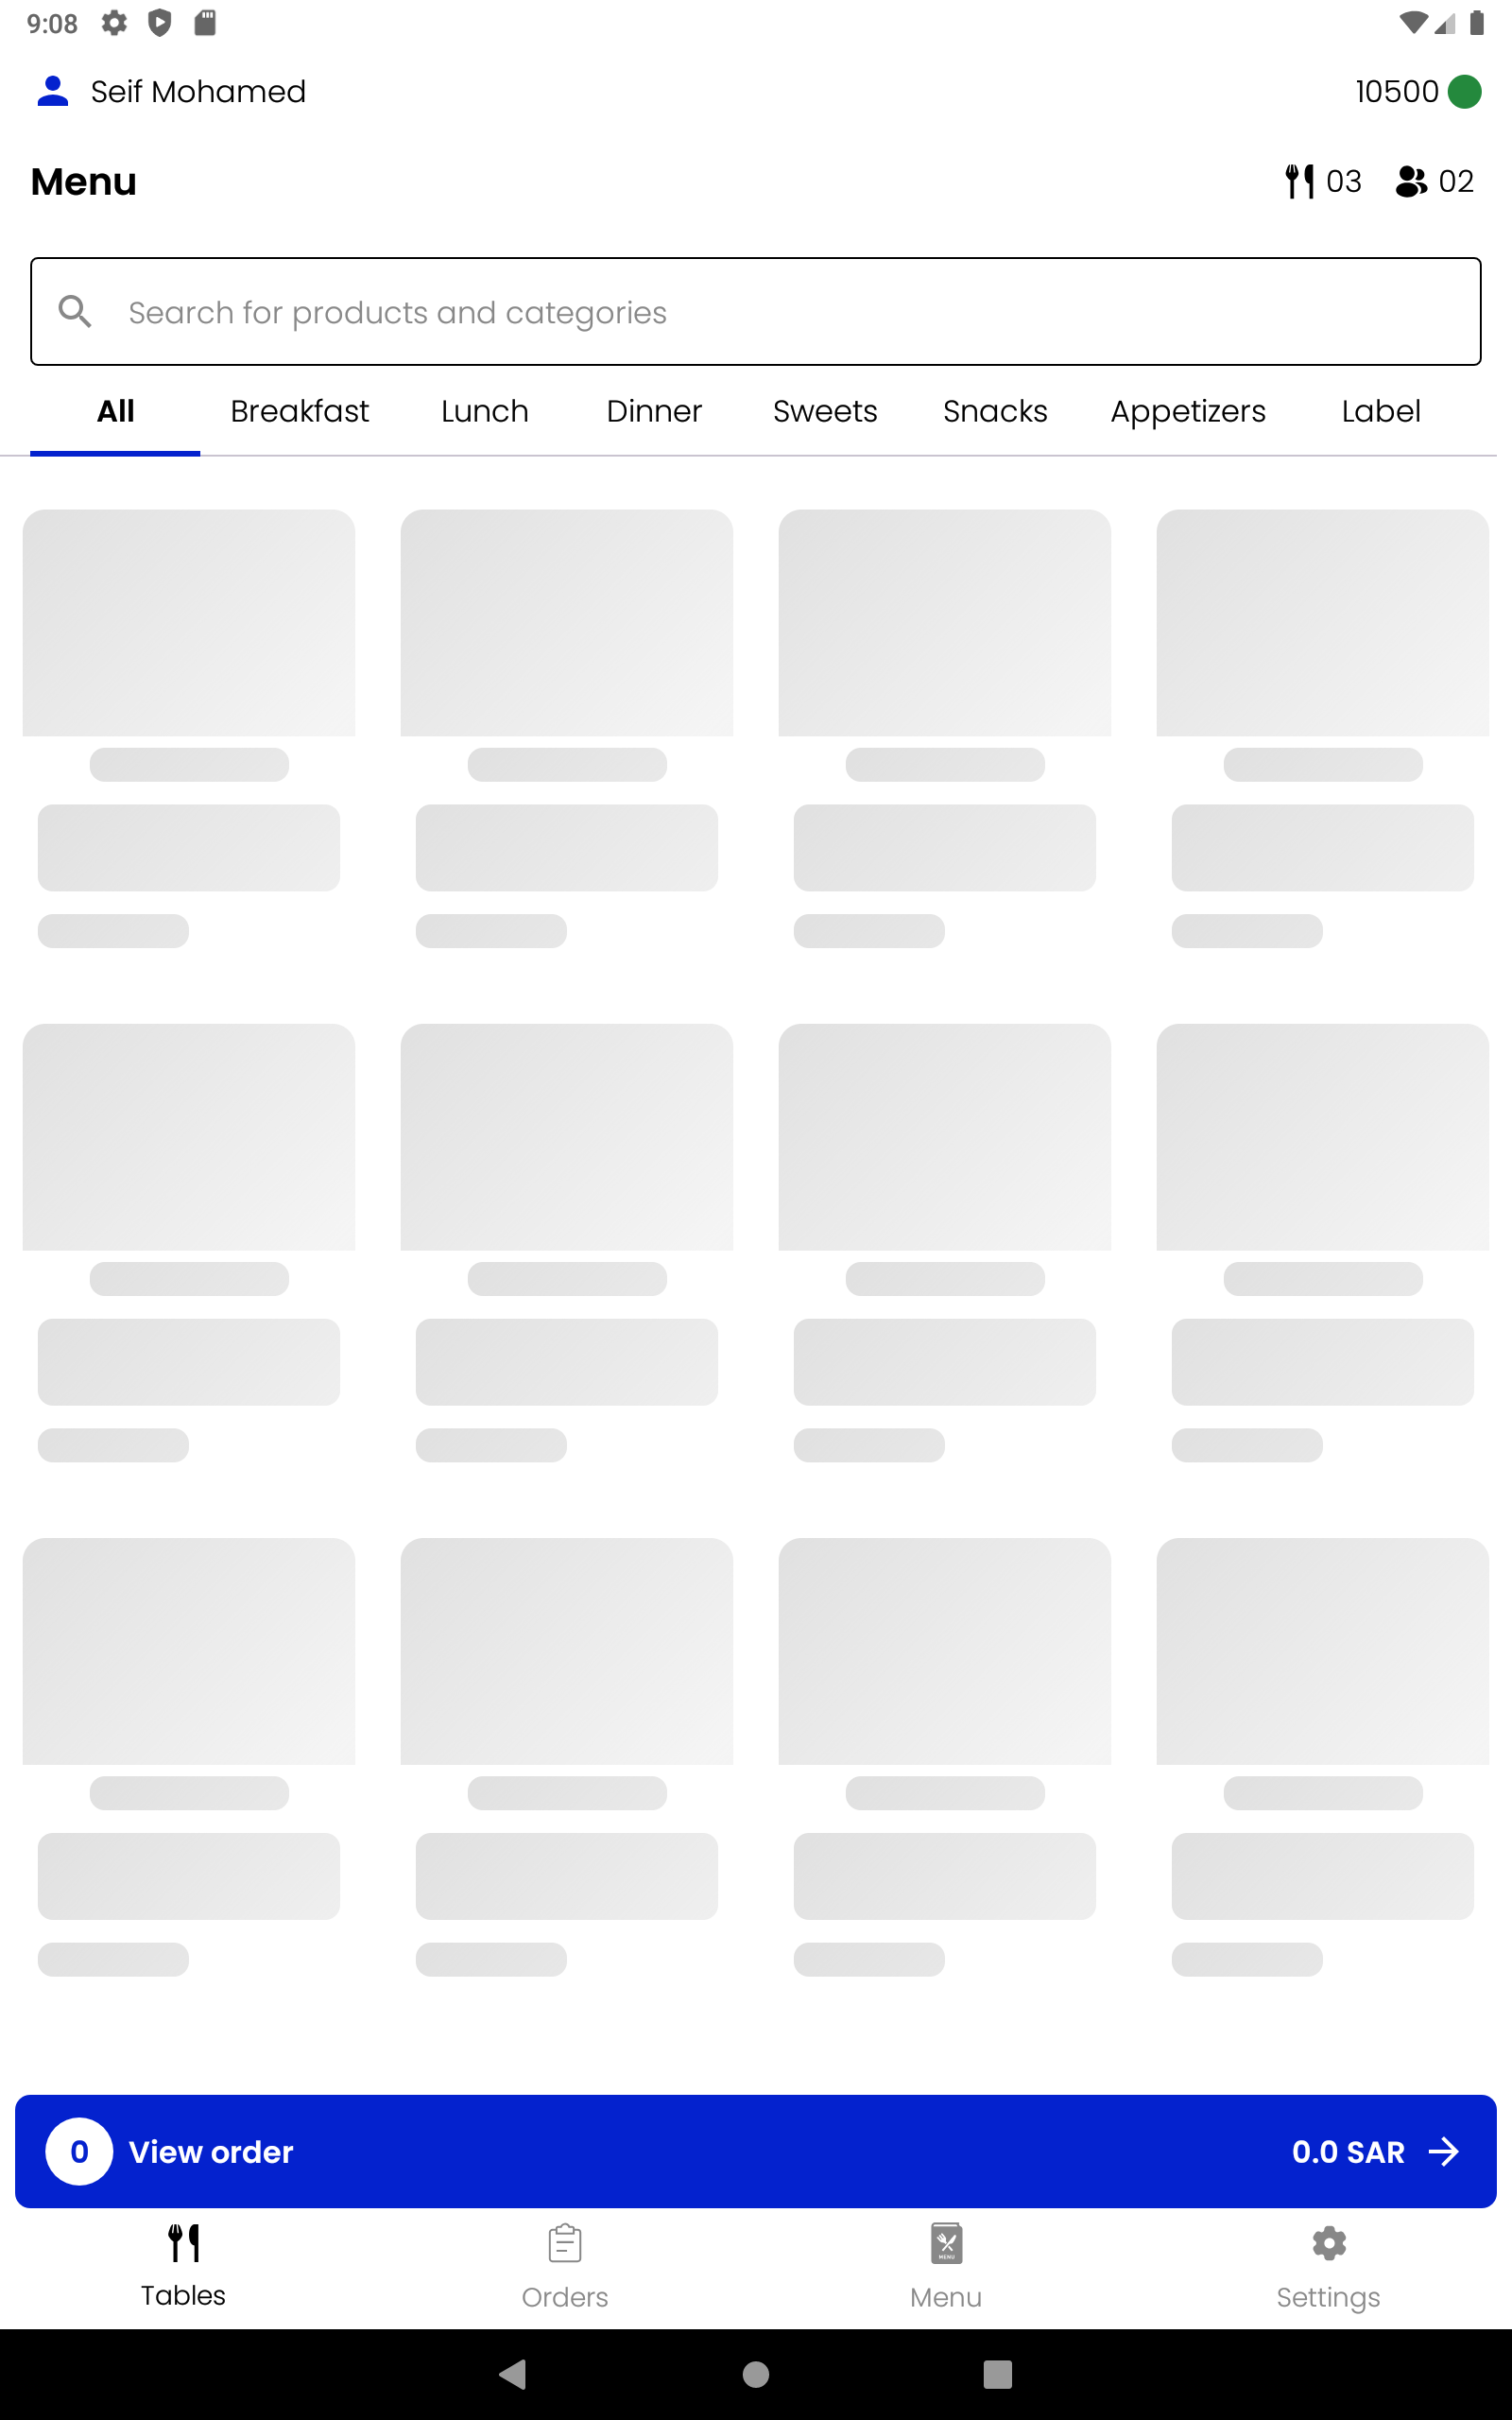 9:08
Seif Mohamed
10500
Menu
03
02
Search for products and categories
All Breakfast Lunch Dinner Sweets Snacks Appetizers Label
0 View order 0.0 SAR
MENU
Tables Orders Menu Settings